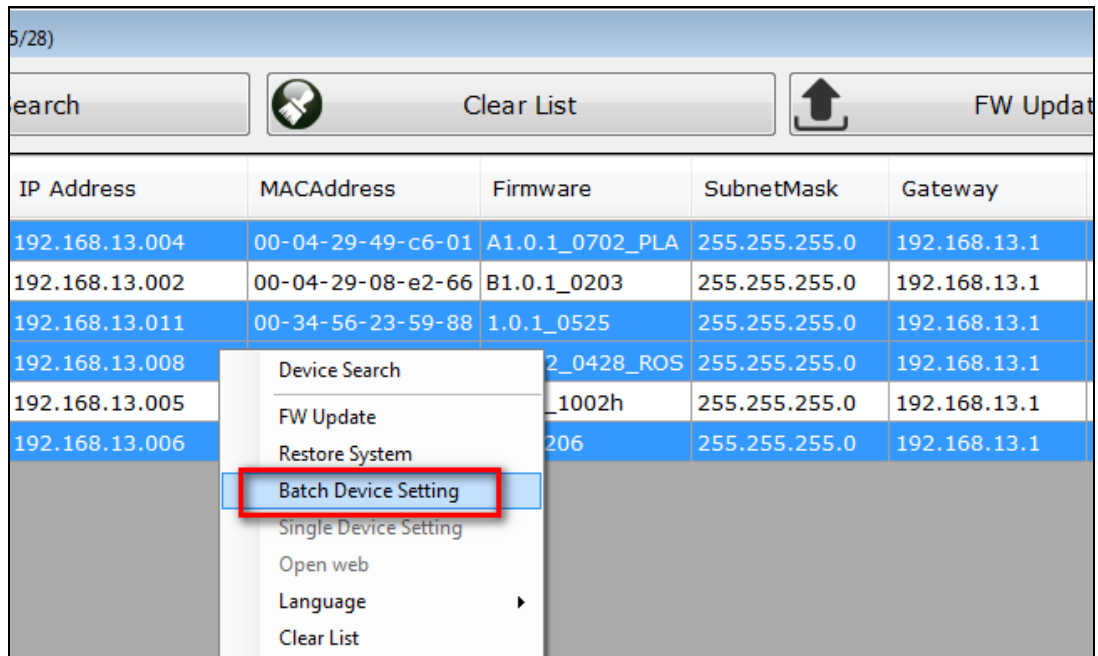 5/28)
earch Clear List FW Updat
IP Address MACAddress Firmware SubnetMask Gateway
192.168.13.004 00-04-29-49-c6-01 A1.0.1_0702_PLA 255.255.255.0 192.168.13.1
192.168.13.002 00-04-29-08-e2-66 B1.0.1_0203 255.255.255.0 192.168.13.1
192.168.13.011 00-34-56-23-59-88 1.0.1_0525 255.255.255.0 192.168.13.1
192.168.13.008 2_0428_ROS 255.255.255.0 192.168.13.1
192.168.13.005 _1002h 255.255.255.0 192.168.13.1
192.168.13.006 206 255.255.255.0 192.168.13.1
Device Search
FW Update
Restore System
Batch Device Setting
Single Device Setting
Open web
Language
Clear List